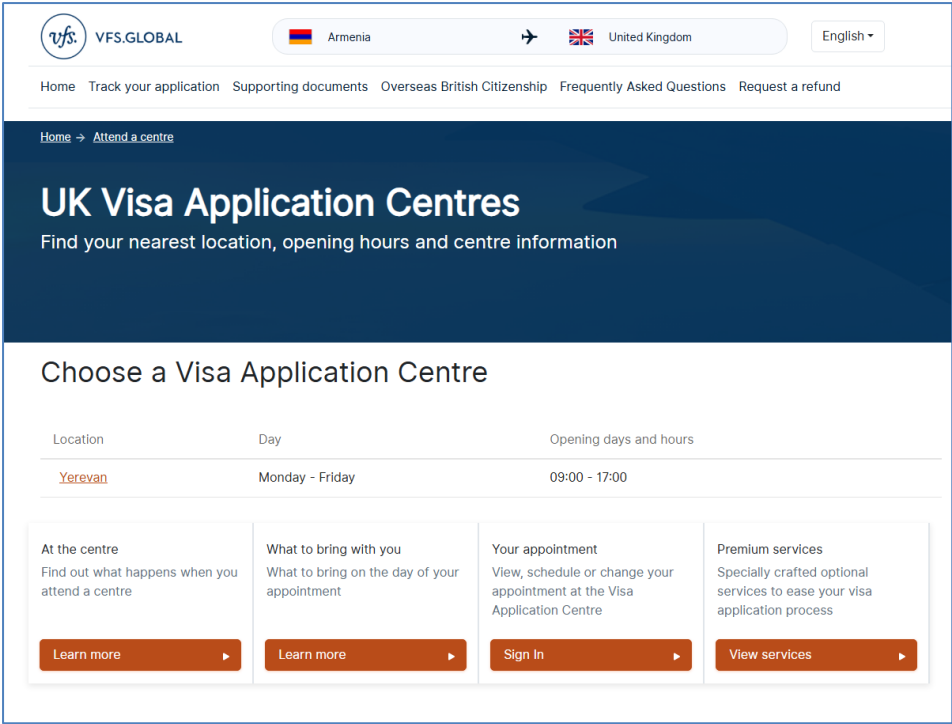 vfs. VFS.GLOBAL
Armenia
United Kingdom
English
Home Track your application Supporting documents Overseas British Citizenship Frequently Asked Questions Request a refund
Home → Attend a centre
UK Visa Application Centres
Find your nearest location, opening hours and centre information
Choose a Visa Application Centre
Location Day Opening days and hours
Yerevan Monday - Friday 09:00 - 17:00
At the centre
Find out what happens when you
attend a centre
Learn more
What to bring with you
What to bring on the day of your
appointment
Learn more
Your appointment
View, schedule or change your
appointment at the Visa
Application Centre
Sign In
Premium services
Specially crafted optional
services to ease your visa
application process
View services